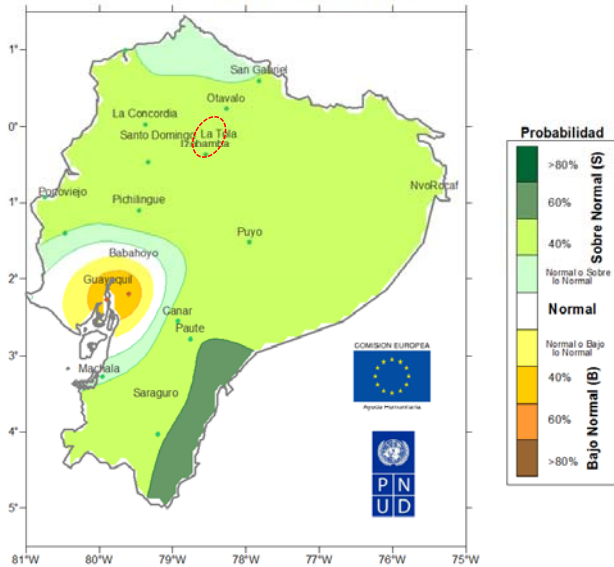 1°
San Gabriel
Otavalo
La Concordia
0°
Santo Domingo
La Tola
Izobamba
Portoviejo
NvoRocaf
1°
Pichilingue
Puyo
Babahoyo
2°
Guayaquil
Canar
Paute
3°
Machala
Saraguro
4°
5°
81°W
80°W
79°W
78°W
77°W
76°W
75°W
COMISION EUROPEA
Ayuda Humanitaria
P N
U D
Probabilidad
>80%
60%
40%
Sobre Normal (S)
Normal o Sobre
lo Normal
Normal
Normal o Bajo
lo Normal
40%
60%
>80%
Bajo Normal (B)